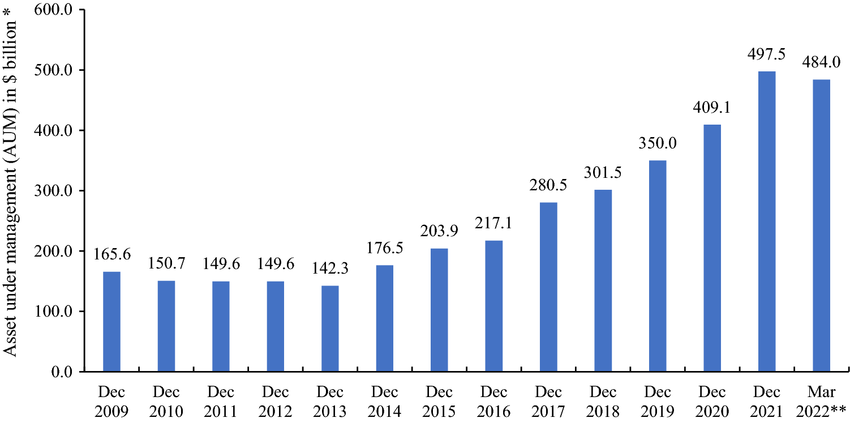 Asset under management (AUM) in $ billion *
600.0
500.0
400.0
300.0
200.0
100.0
0.0
165.6
150.7
149.6
149.6
142.3
176.5
203.9
217.1
280.5
301.5
350.0
409.1
497.5
484.0
Dec
2009
Dec
2010
Dec
2011
Dec
2012
Dec
2013
Dec
2014
Dec
2015
Dec
2016
Dec
2017
Dec
2018
Dec
2019
Dec
2020
Dec
2021
Mar
2022**